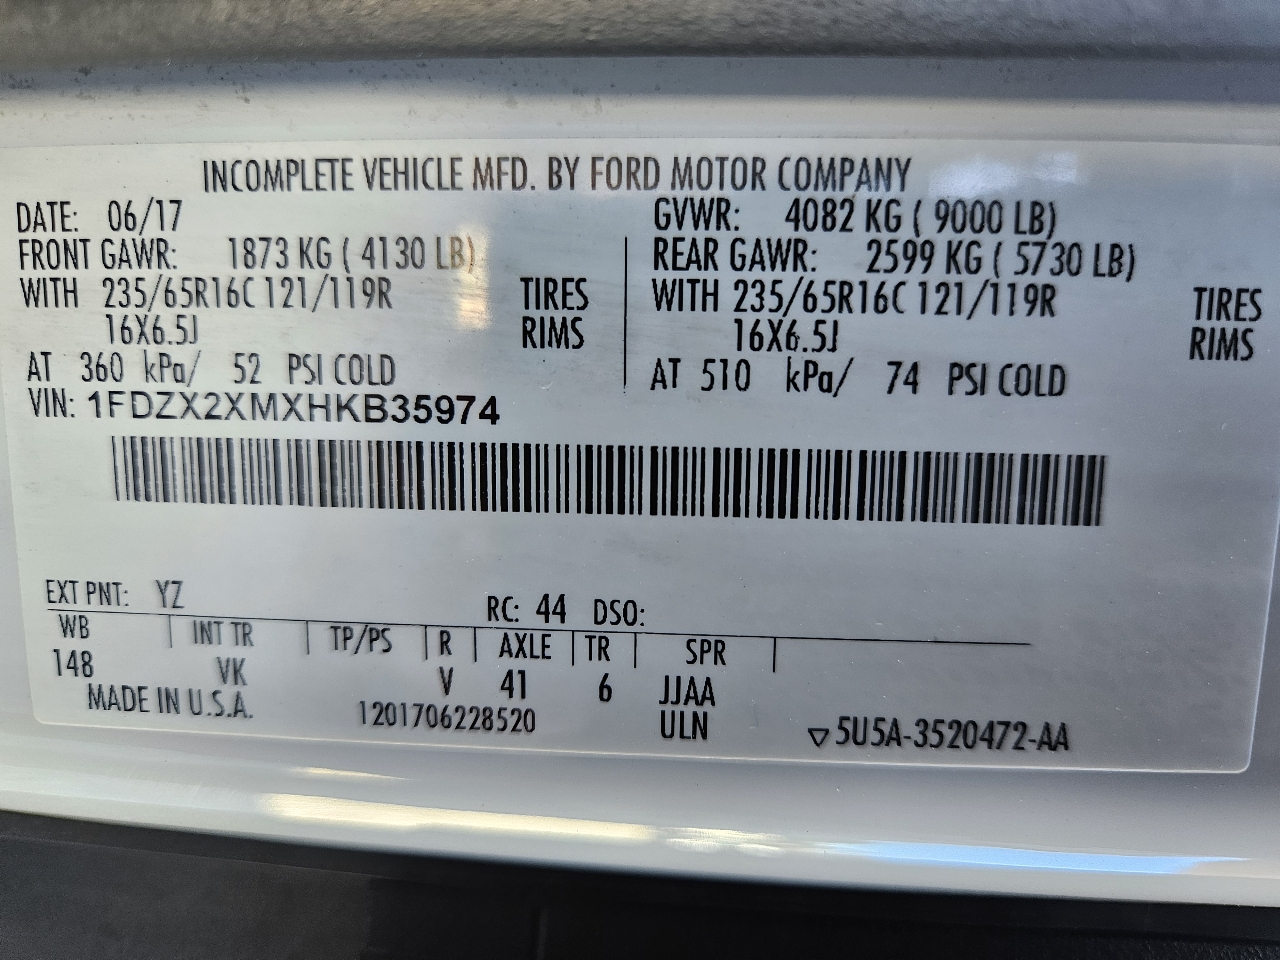 INCOMPLETE VEHICLE MFD. BY FORD MOTOR COMPANY
DATE: 06/17 GVWR: 4082 KG ( 9000 LB)
FRONT GAWR: 1873 KG ( 4130 LB) REAR GAWR: 2599 KG ( 5730 LB)
WITH 235/65R16C 121/119R TIRES WITH 235/65R16C 121/119R TIRES
16X6.5J RIMS 16X6.5J RIMS
AT 360 kPa/ 52 PSI COLD AT 510 kPa/ 74 PSI COLD
VIN: 1FDZX2XMXHKB35974
EXT PNT: YZ RC: 44 DSO:
WB INT TR TP/PS R AXLE TR SPR
148 VK V 41 6 JJAA
MADE IN U.S.A. 1201706228520 ULN ▽5U5A-3520472-AA